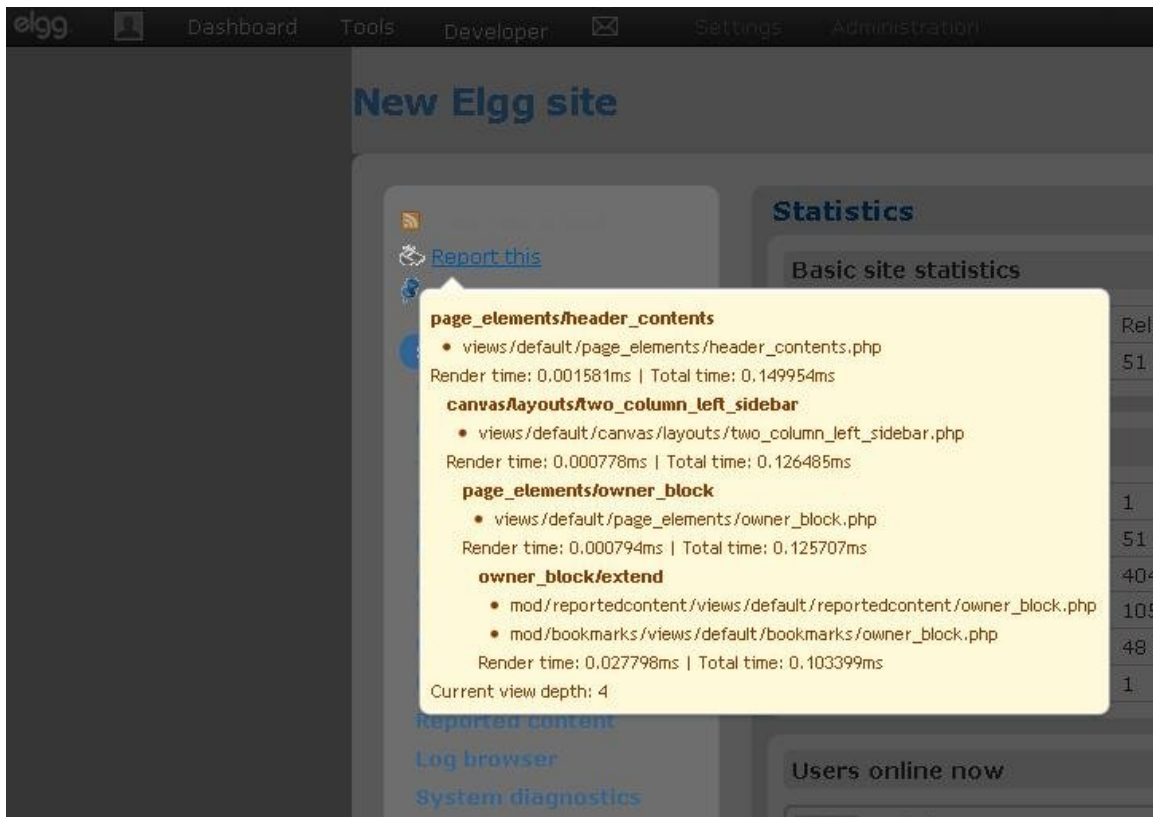 elgg Dashboard Tools Developer Settings Administration
New Elgg site
Statistics
Report this
Basic site statistics
page_elements/header_contents
• views/default/page_elements/header_contents.php
Rel
Render time: 0.001581ms | Total time: 0.149954ms
51
canvas/layouts/two_column_left_sidebar
• views/default/canvas/layouts/two_column_left_sidebar.php
Render time: 0.000778ms | Total time: 0.126485ms
page_elements/owner_block
1
• views/default/page_elements/owner_block.php
51
Render time: 0.000794ms | Total time: 0.125707ms
owner_block/extend
404
• mod/reportedcontent/views/default/reportedcontent/owner_block.php
105
• mod/bookmarks/views/default/bookmarks/owner_block.php
48
Render time: 0.027798ms | Total time: 0.103399ms
1
Current view depth: 4
Reported content
Log browser
Users online now
System diagnostics